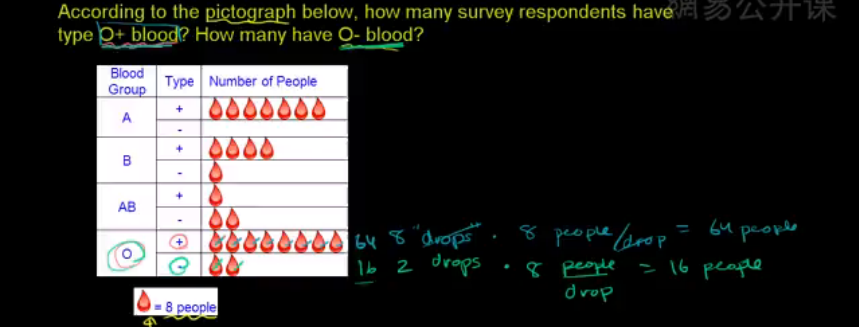 According to the pictograph below, how many survey respondents have
網易公开课
type O+ blood? How many have O- blood?
Blood Group Type Number of People
A +
-
B +
-
AB +
-
O + 64 8 "drops" · 8 people/drop = 64 people
- 16 2 drops · 8 people/drop = 16 people
= 8 people